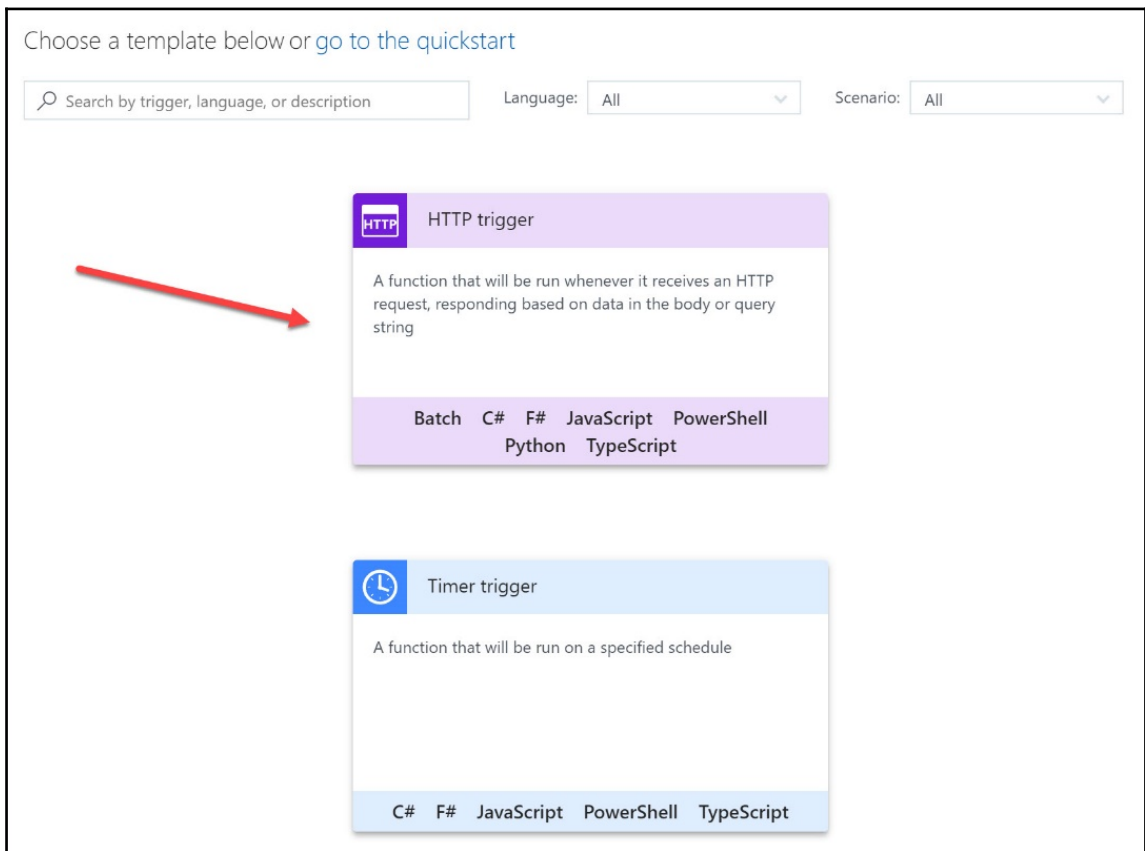 Choose a template below or go to the quickstart
Search by trigger, language, or description
Language: All
Scenario: All
HTTP
HTTP trigger
A function that will be run whenever it receives an HTTP
request, responding based on data in the body or query
string
Batch C# F# JavaScript PowerShell
Python TypeScript
Timer trigger
A function that will be run on a specified schedule
C# F# JavaScript PowerShell TypeScript